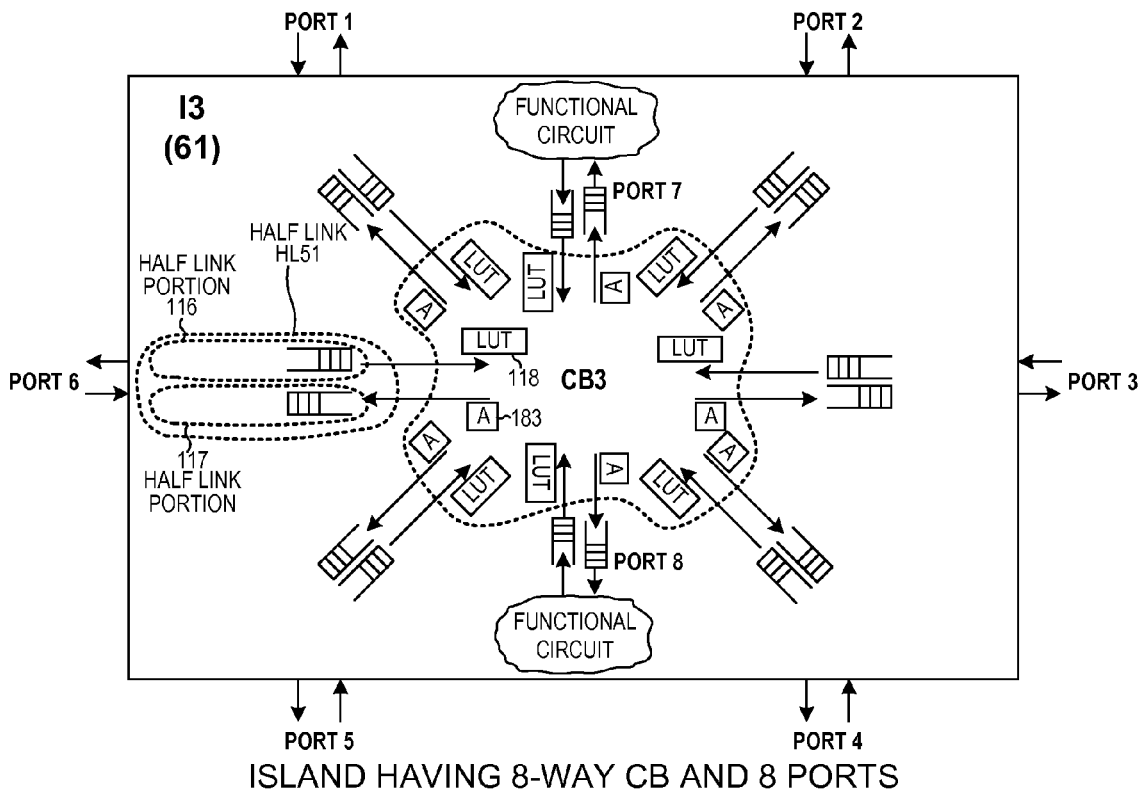 PORT 1
PORT 2
I3
(61)
FUNCTIONAL
CIRCUIT
PORT 7
HALF LINK
HL51
HALF LINK
PORTION
116
LUT
LUT
LUT
A
A
A
LUT
118
LUT
PORT 6
CB3
PORT 3
A
183
A
A
A
117
HALF LINK
PORTION
LUT
LUT
A
LUT
PORT 8
FUNCTIONAL
CIRCUIT
PORT 5
PORT 4
ISLAND HAVING 8-WAY CB AND 8 PORTS